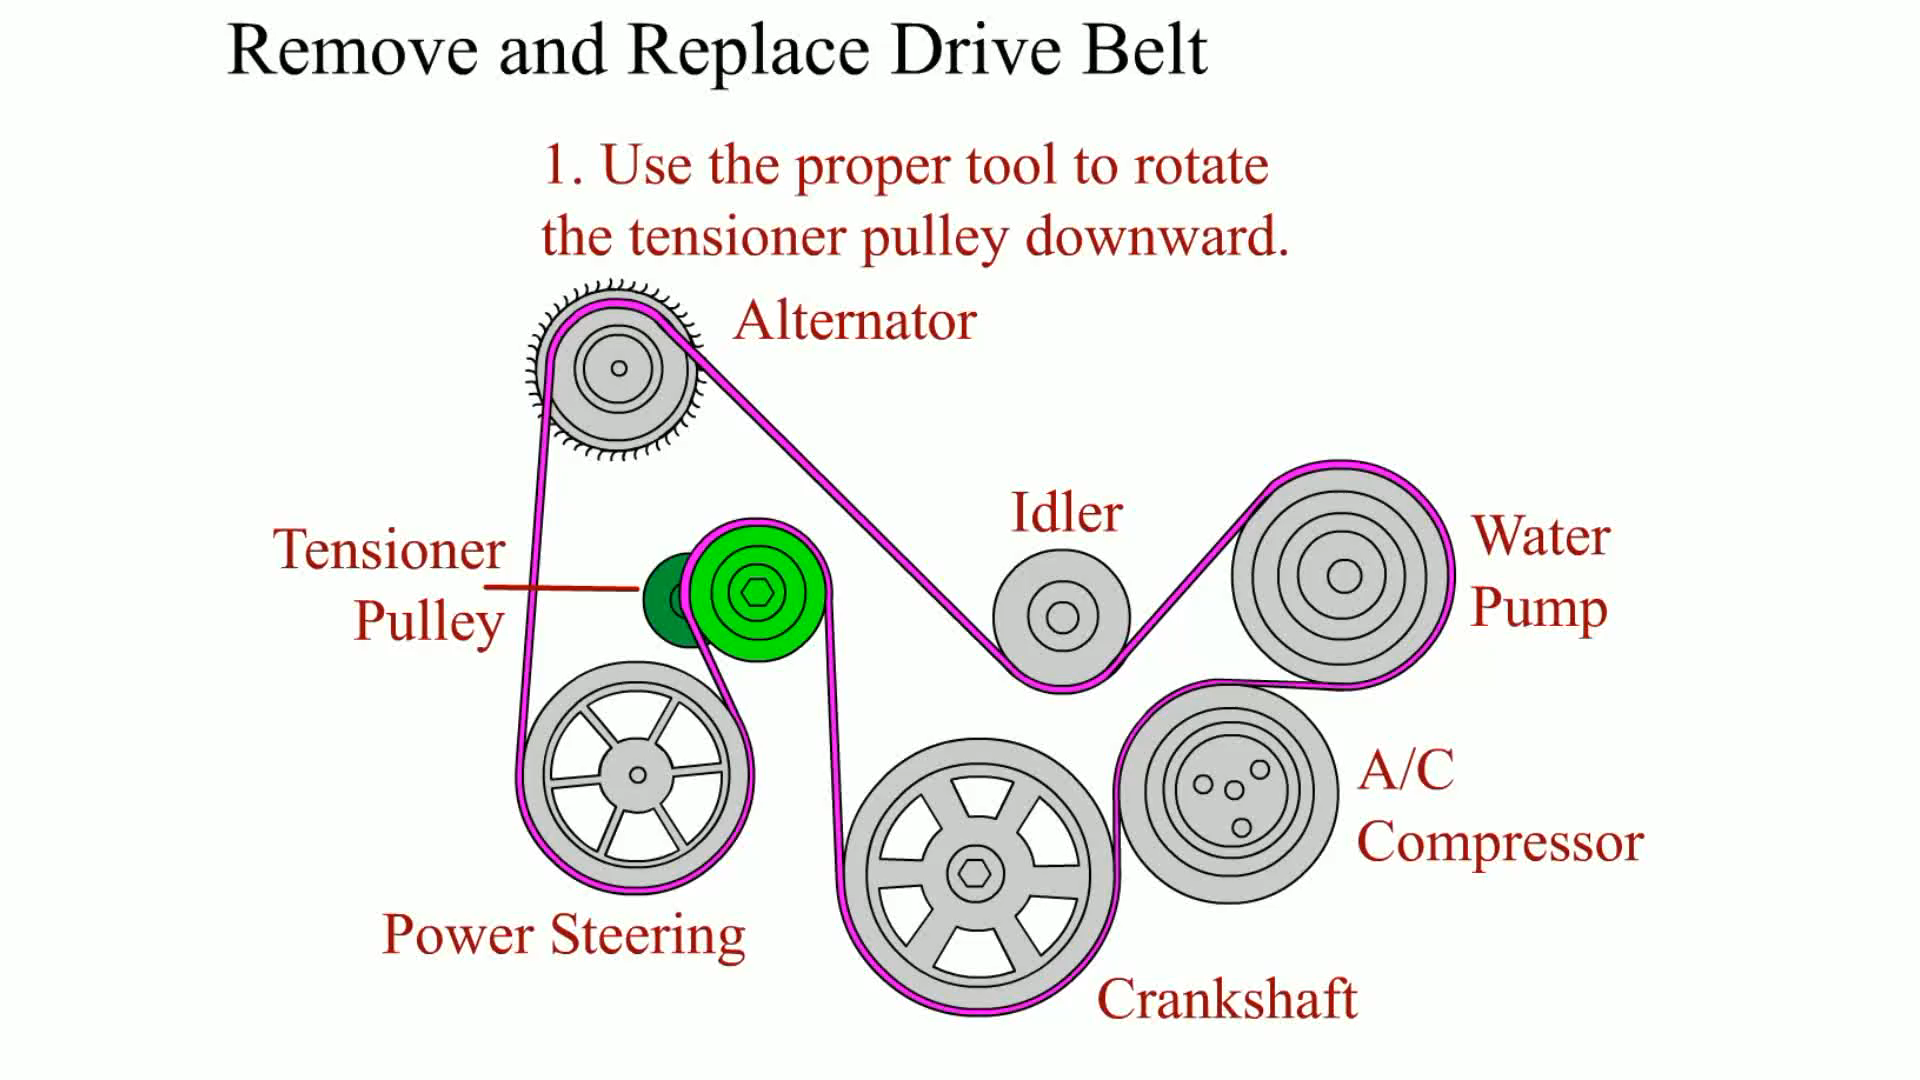 Remove and Replace Drive Belt
1. Use the proper tool to rotate
the tensioner pulley downward.
Alternator
Idler
Water
Pump
Tensioner
Pulley
A/C
Compressor
Power Steering
Crankshaft